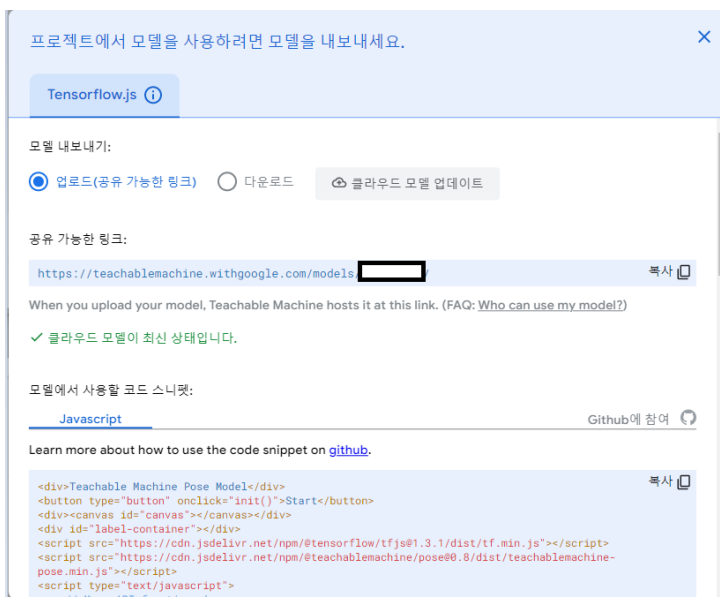 프로젝트에서 모델을 사용하려면 모델을 내보내세요.
Tensorflow.js
모델 내보내기:
업로드(공유 가능한 링크) 다운로드 클라우드 모델 업데이트
공유 가능한 링크:
https://teachablemachine.withgoogle.com/models/ / 복사
When you upload your model, Teachable Machine hosts it at this link. (FAQ: Who can use my model?)
클라우드 모델이 최신 상태입니다.
모델에서 사용할 코드 스니펫:
Javascript Github에 참여
Learn more about how to use the code snippet on github.
<div>Teachable Machine Pose Model</div> 복사
<button type="button" onclick="init()">Start</button>
<div><canvas id="canvas"></canvas></div>
<div id="label-container"></div>
<script src="https://cdn.jsdelivr.net/npm/@tensorflow/tfjs@1.3.1/dist/tf.min.js"></script>
<script src="https://cdn.jsdelivr.net/npm/@teachablemachine/pose@0.8/dist/teachablemachine-
pose.min.js"></script>
<script type="text/javascript">